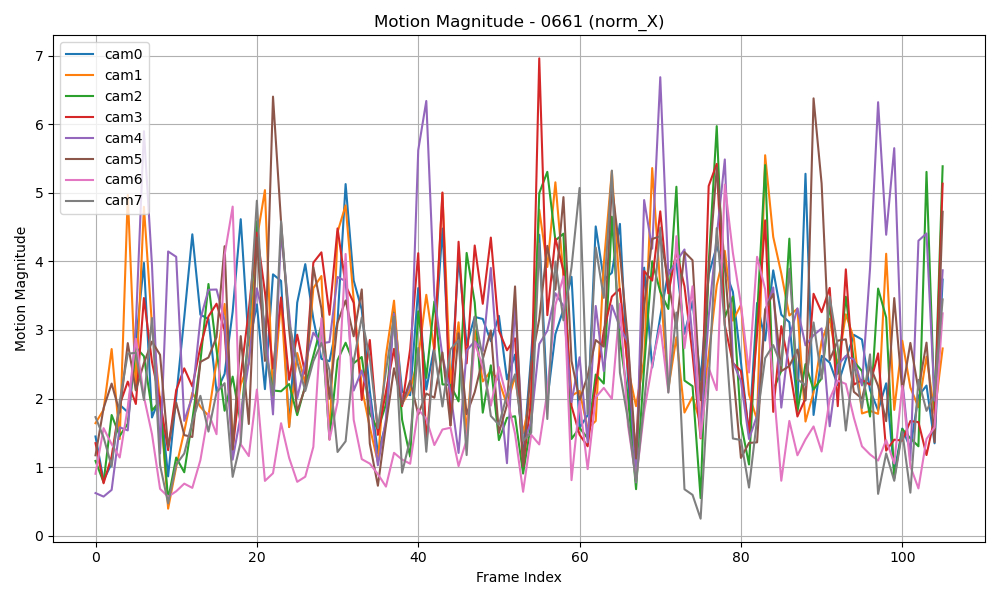 Motion Magnitude - 0661 (norm_X)
cam0
cam1
cam2
cam3
cam4
cam5
cam6
cam7
Motion Magnitude
7
6
5
4
3
2
1
0
0 20 40 60 80 100
Frame Index